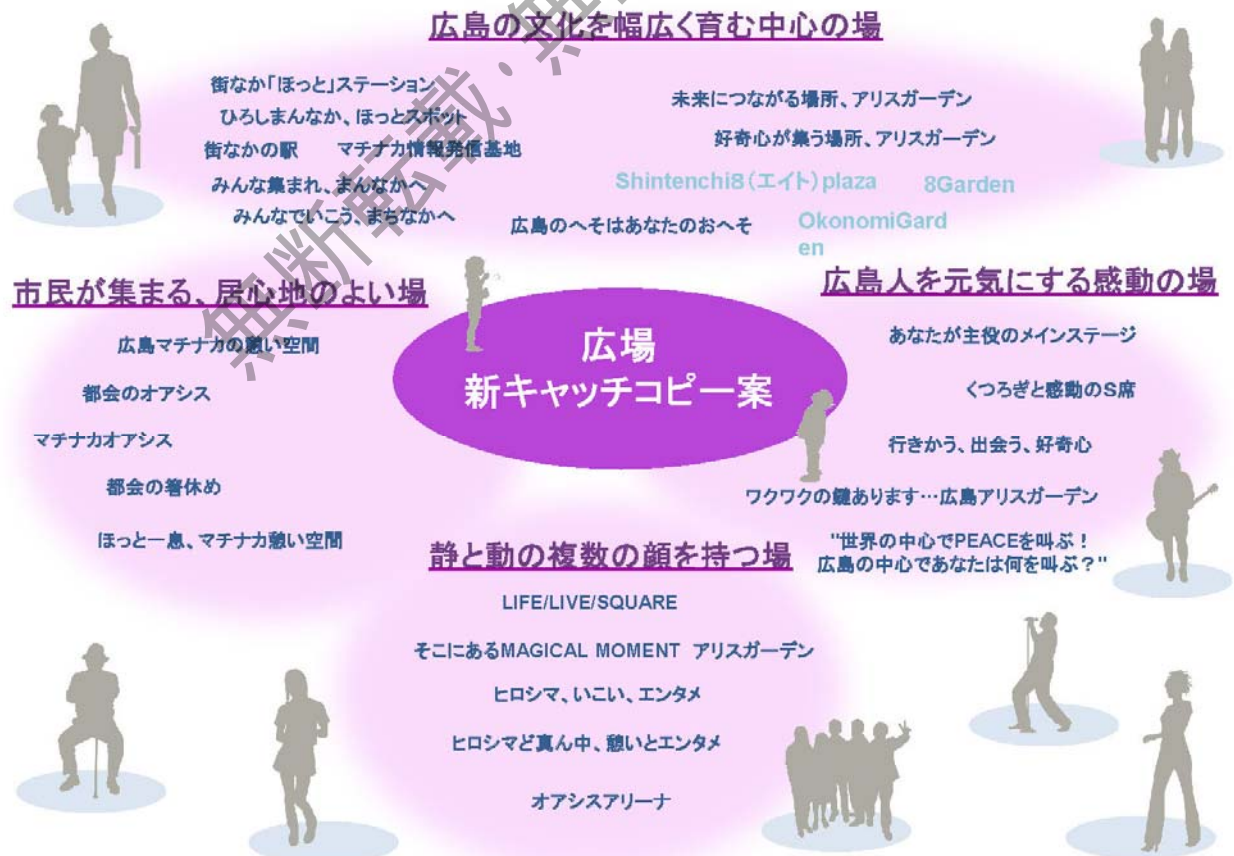 広島の文化を幅広く育む中心の場
街なか「ほっと」ステーション
ひろしまんなか、ほっとスポット
街なかの駅　マチナカ情報発信基地
みんな集まれ、まんなかへ
みんなでいこう、まちなかへ
広島のへそはあなたのおへそ
未来につながる場所、アリスガーデン
好奇心が集う場所、アリスガーデン
Shintenchi8(エイト)plaza　8Garden
OkonomiGard
en
市民が集まる、居心地のよい場
広島マチナカの憩い空間
都会のオアシス
マチナカオアシス
都会の箸休め
ほっと一息、マチナカ憩い空間
広場
新キャッチコピー案
広島人を元気にする感動の場
あなたが主役のメインステージ
くつろぎと感動のS席
行きかう、出会う、好奇心
ワクワクの鍵あります…広島アリスガーデン
"世界の中心でPEACEを叫ぶ！
広島の中心であなたは何を叫ぶ？"
静と動の複数の顔を持つ場
LIFE/LIVE/SQUARE
そこにあるMAGICAL MOMENT アリスガーデン
ヒロシマ、いこい、エンタメ
ヒロシマど真ん中、憩いとエンタメ
オアシスアリーナ
無断転載・無